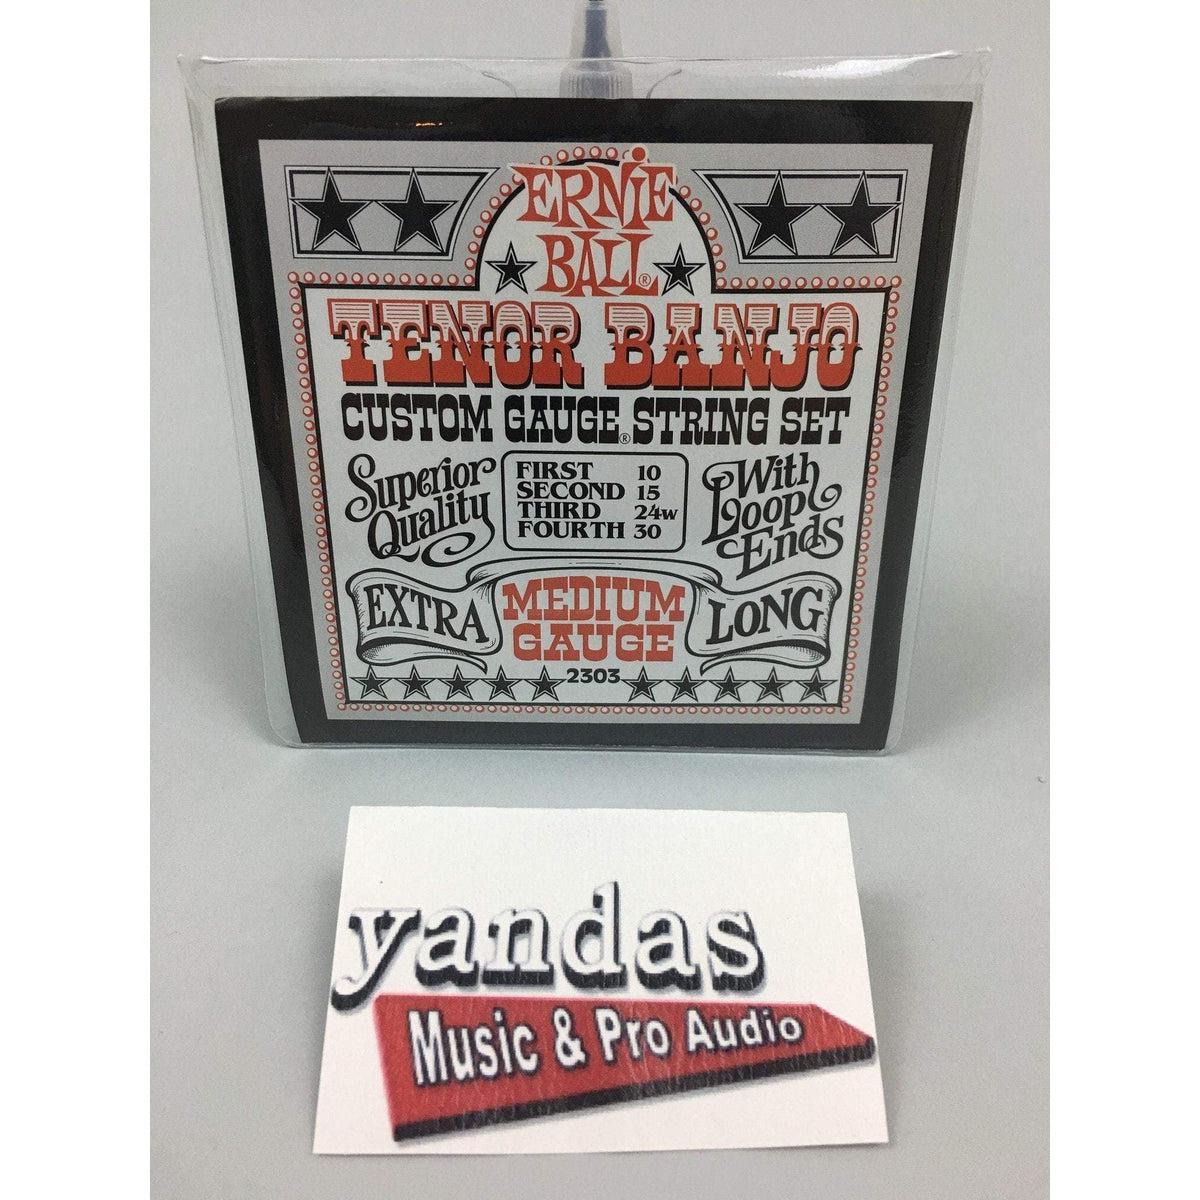 ERNIE
BALL®
TENOR BANJO
CUSTOM GAUGE® STRING SET
Superior
Quality
FIRST 10
SECOND 15
THIRD 24w
FOURTH 30
With
Loop
Ends
EXTRA
MEDIUM
GAUGE
LONG
2303
yandas
Music & Pro Audio